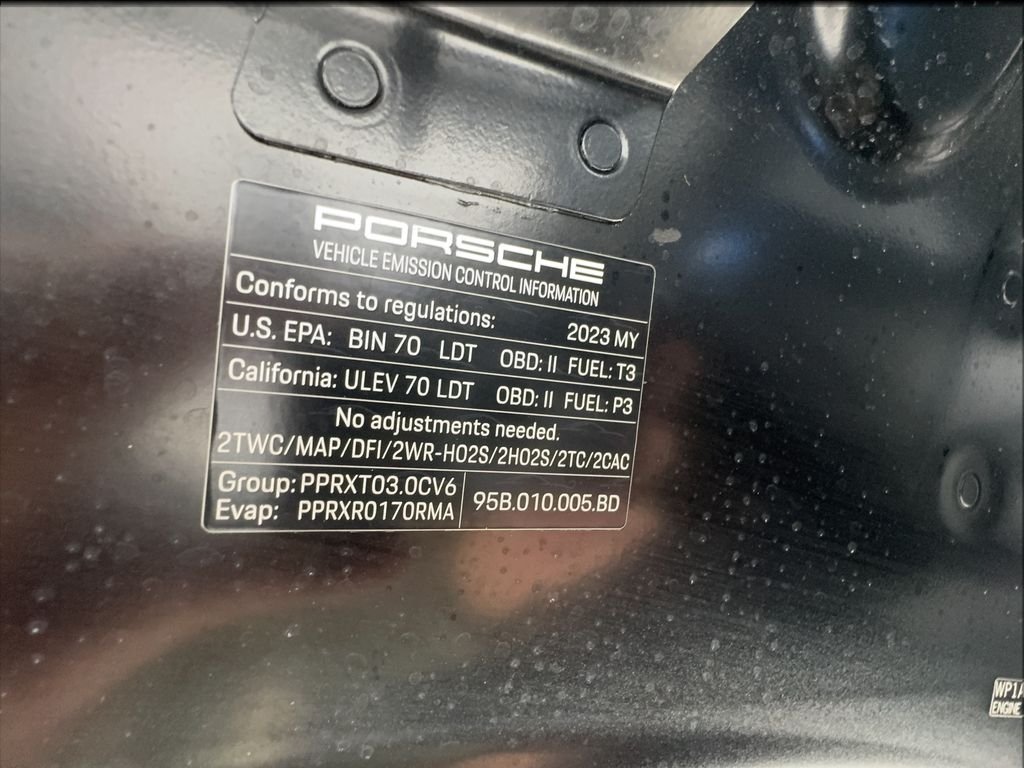 PORSCHE
VEHICLE EMISSION CONTROL INFORMATION
Conforms to regulations: 2023 MY
U.S. EPA: BIN 70 LDT OBD: II FUEL: T3
California: ULEV 70 LDT OBD: II FUEL: P3
No adjustments needed.
2TWC/MAP/DFI/2WR-HO2S/2HO2S/2TC/2CAC
Group: PPRXT03.0CV6
Evap: PPRXR0170RMA
95B.010.005.BD
WP1A
ENGINE